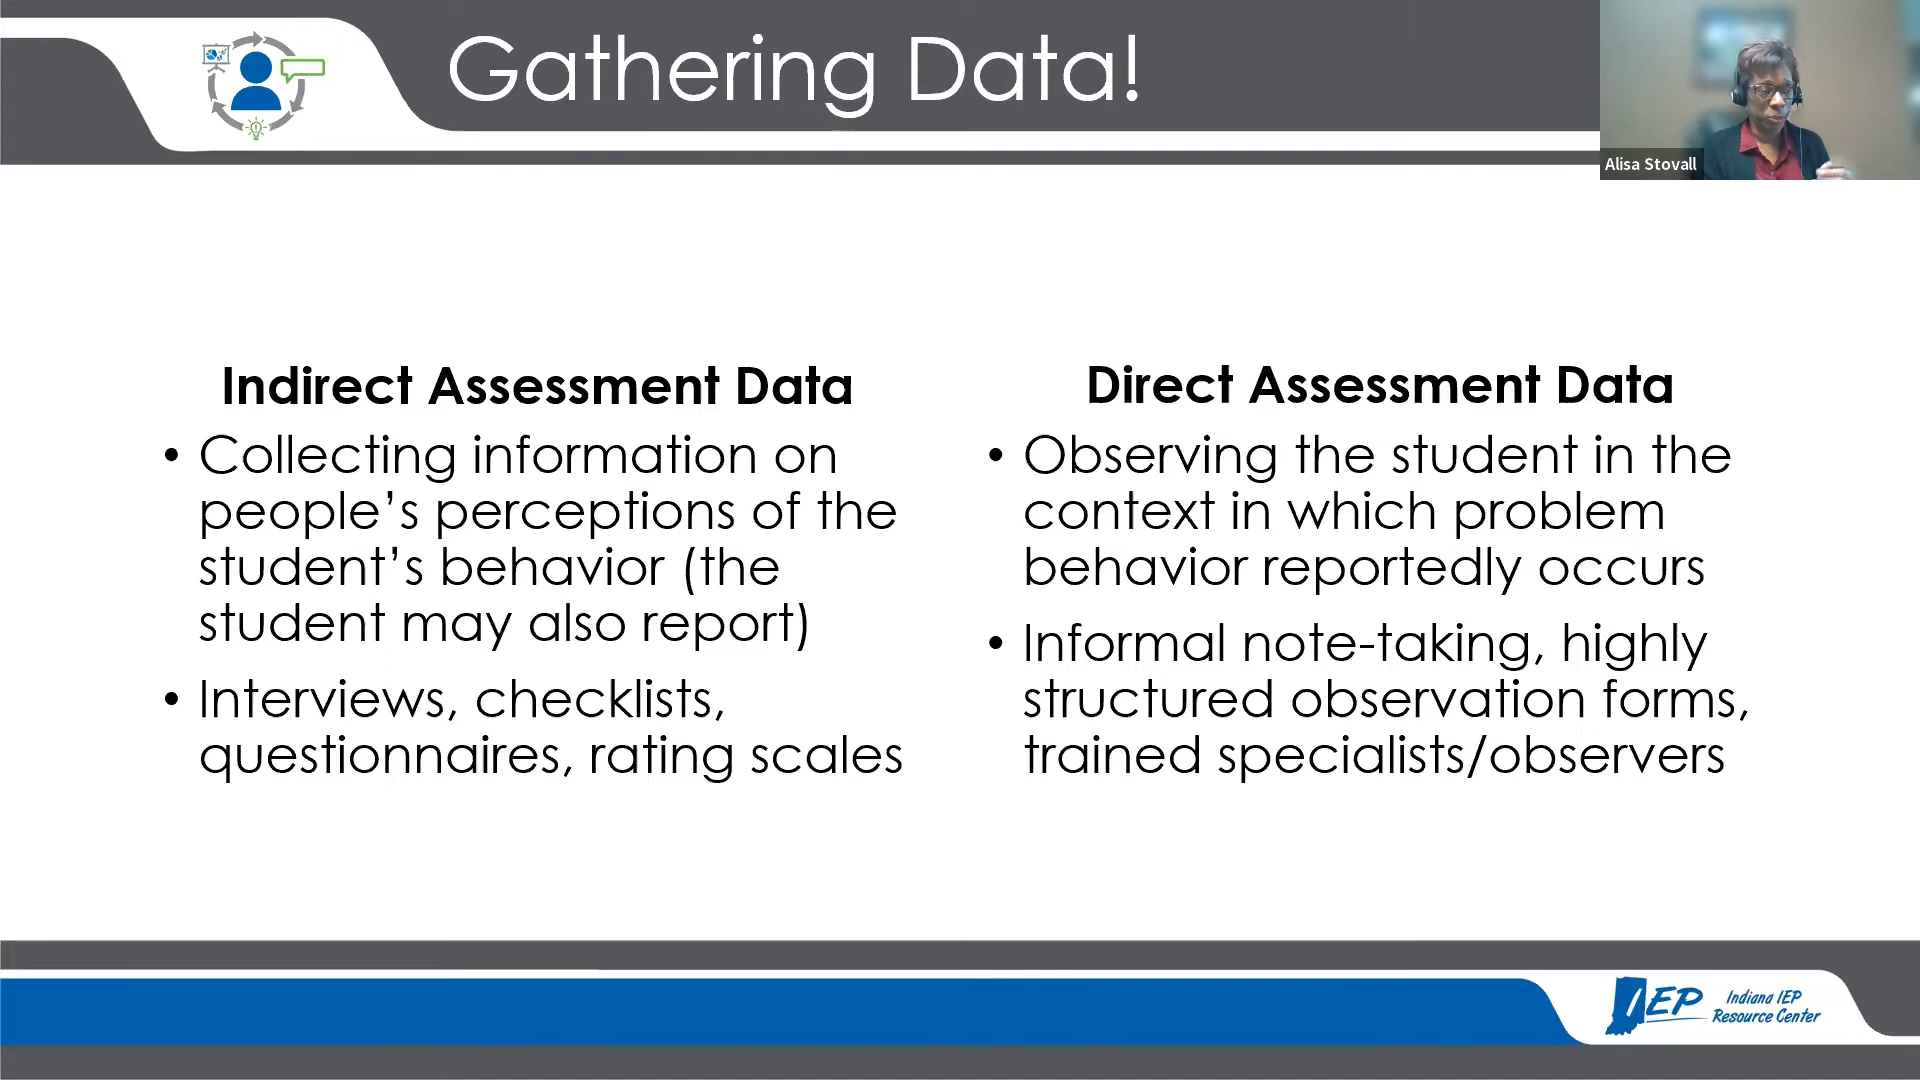 Gathering Data!
Alisa Stovall
Indirect Assessment Data
• Collecting information on
people’s perceptions of the
student’s behavior (the
student may also report)
• Interviews, checklists,
questionnaires, rating scales
Direct Assessment Data
• Observing the student in the
context in which problem
behavior reportedly occurs
• Informal note-taking, highly
structured observation forms,
trained specialists/observers
IEP
Indiana IEP
Resource Center